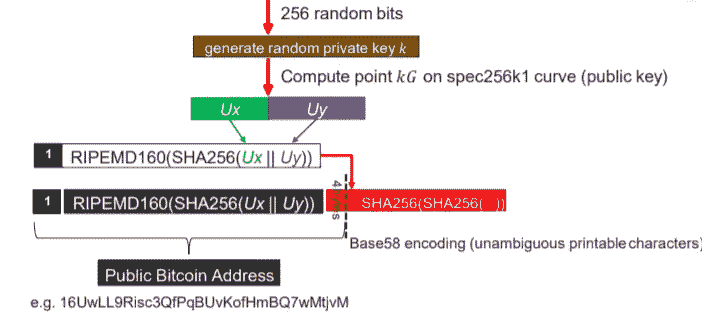 256 random bits
generate random private key k
Compute point kG on spec256k1 curve (public key)
Ux Uy
1 RIPEMD160(SHA256(Ux || Uy))
1 RIPEMD160(SHA256(Ux || Uy)) SHA256(SHA256( ))
Base58 encoding (unambiguous printable characters)
Public Bitcoin Address
e.g. 16UwLL9Risc3QfPqBUvKofHmBQ7wMtjvM